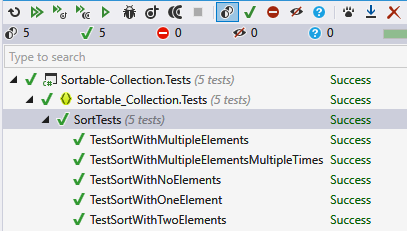 5 5 0 0 0
Type to search
C# Sortable-Collection.Tests (5 tests) Success
Sortable_Collection.Tests (5 tests) Success
SortTests (5 tests) Success
TestSortWithMultipleElements Success
TestSortWithMultipleElementsMultipleTimes Success
TestSortWithNoElements Success
TestSortWithOneElement Success
TestSortWithTwoElements Success